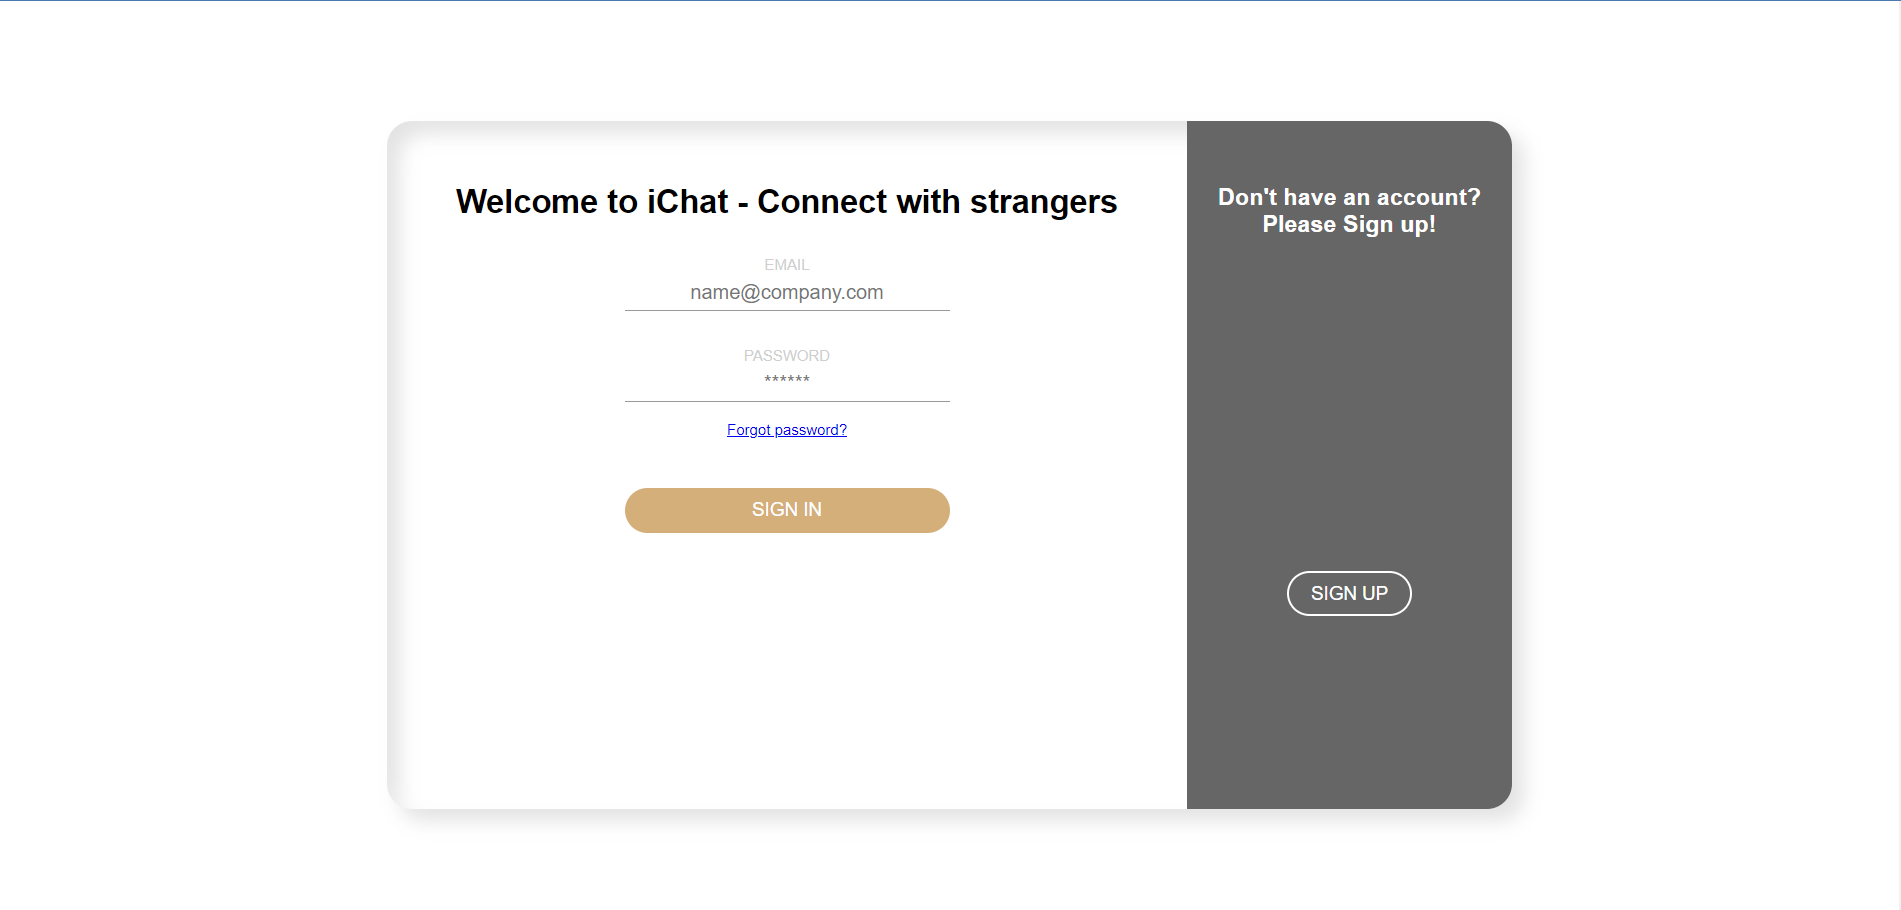 Welcome to iChat - Connect with strangers
EMAIL
name@company.com
PASSWORD
******
Forgot password?
SIGN IN
Don't have an account?
Please Sign up!
SIGN UP